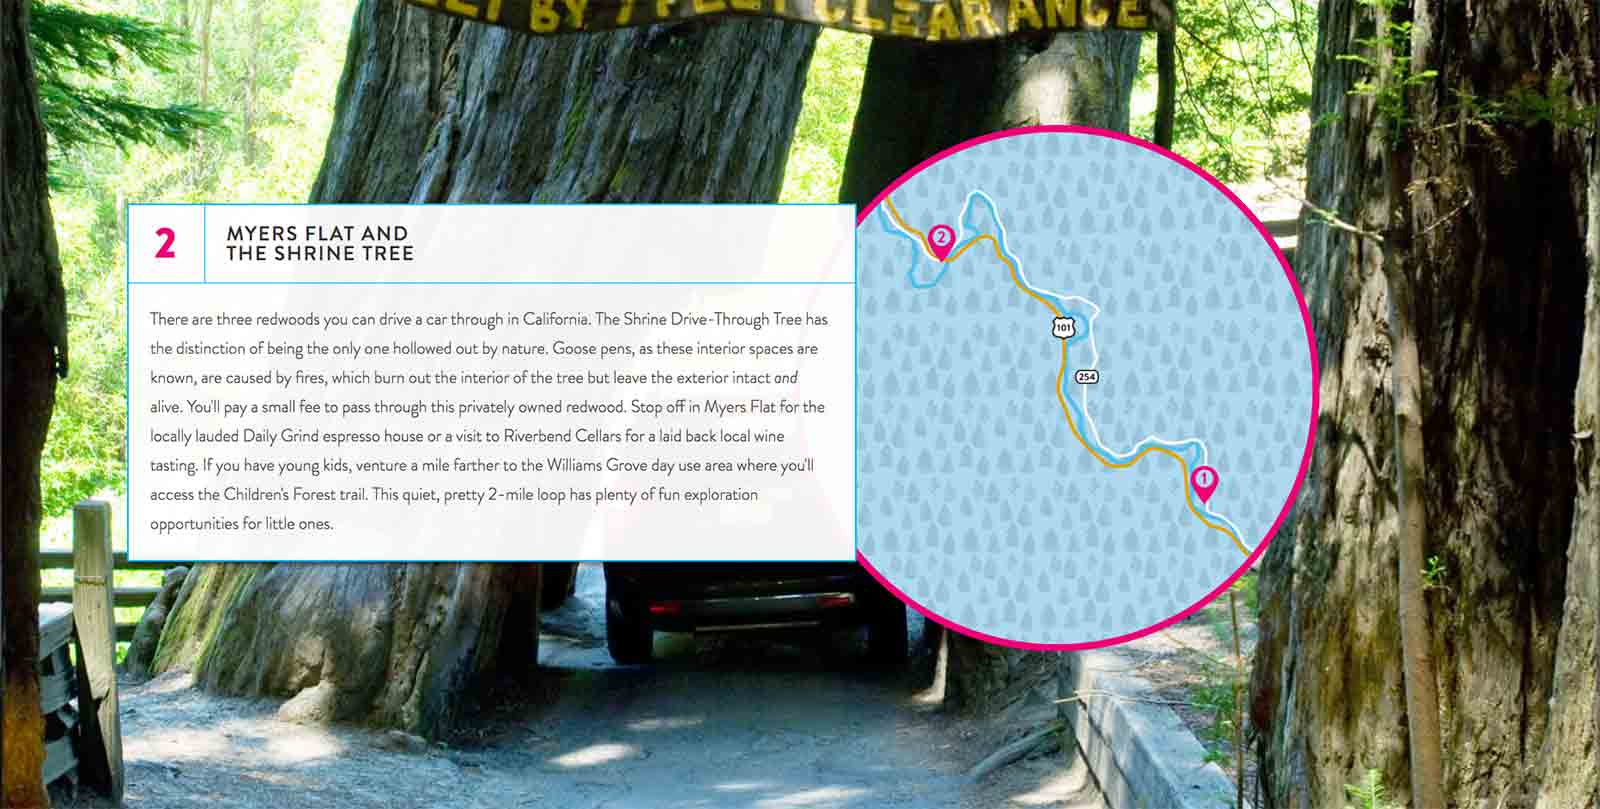 BY 7 FEET CLEARANCE
2
MYERS FLAT AND
THE SHRINE TREE
There are three redwoods you can drive a car through in California. The Shrine Drive-Through Tree has
the distinction of being the only one hollowed out by nature. Goose pens, as these interior spaces are
known, are caused by fires, which burn out the interior of the tree but leave the exterior intact and
alive. You'll pay a small fee to pass through this privately owned redwood. Stop off in Myers Flat for the
locally lauded Daily Grind espresso house or a visit to Riverbend Cellars for a laid back local wine
tasting. If you have young kids, venture a mile farther to the Williams Grove day use area where you'll
access the Children's Forest trail. This quiet, pretty 2-mile loop has plenty of fun exploration
opportunities for little ones.
2
101
254
1